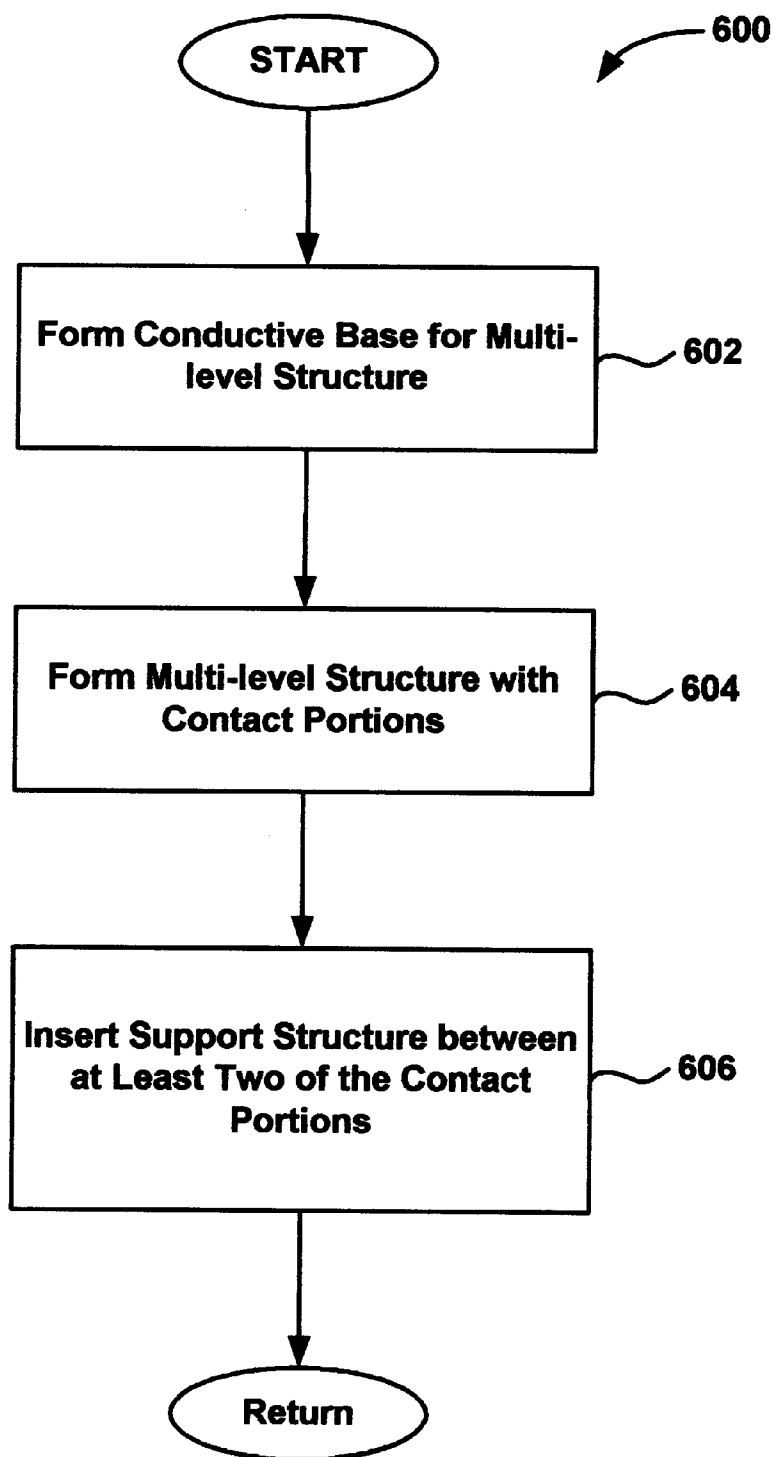 START
600
Form Conductive Base for Multi-
level Structure
602
Form Multi-level Structure with
Contact Portions
604
Insert Support Structure between
at Least Two of the Contact
Portions
606
Return